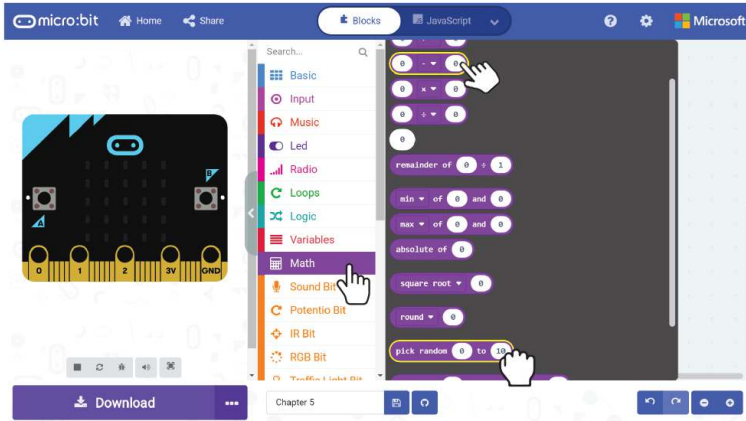 micro:bit Home Share Blocks JavaScript Microsoft
Search...
Basic
Input
Music
Led
Radio
Loops
Logic
Variables
Math
Sound Bit
Potentio Bit
IR Bit
RGB Bit
Traffic Light Bit
0 - 0
0 × 0
0 ÷ 0
0
remainder of 0 ÷ 1
min of 0 and 0
max of 0 and 0
absolute of 0
square root 0
round 0
pick random 0 to 10
A
B
0 1 2 3V GND
Download
Chapter 5